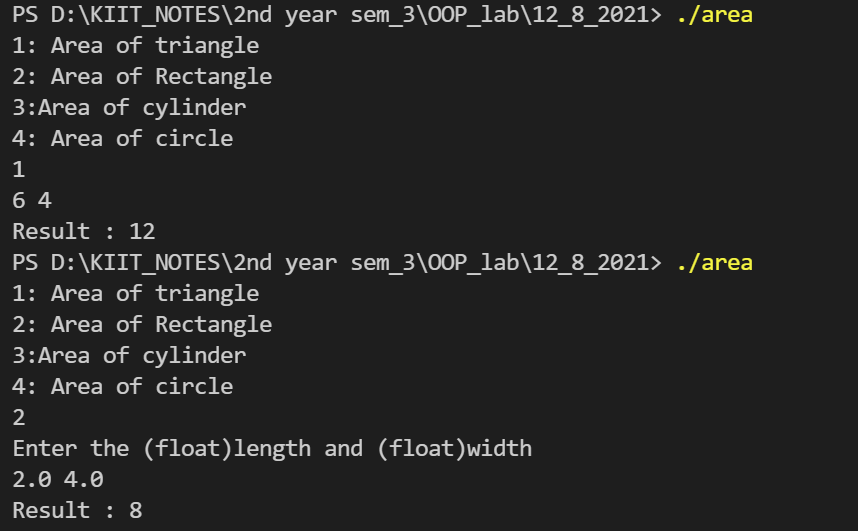 PS D:\KIIT_NOTES\2nd year sem_3\OOP_lab\12_8_2021> ./area
1: Area of triangle
2: Area of Rectangle
3:Area of cylinder
4: Area of circle
1
6 4
Result : 12
PS D:\KIIT_NOTES\2nd year sem_3\OOP_lab\12_8_2021> ./area
1: Area of triangle
2: Area of Rectangle
3:Area of cylinder
4: Area of circle
2
Enter the (float)length and (float)width
2.0 4.0
Result : 8